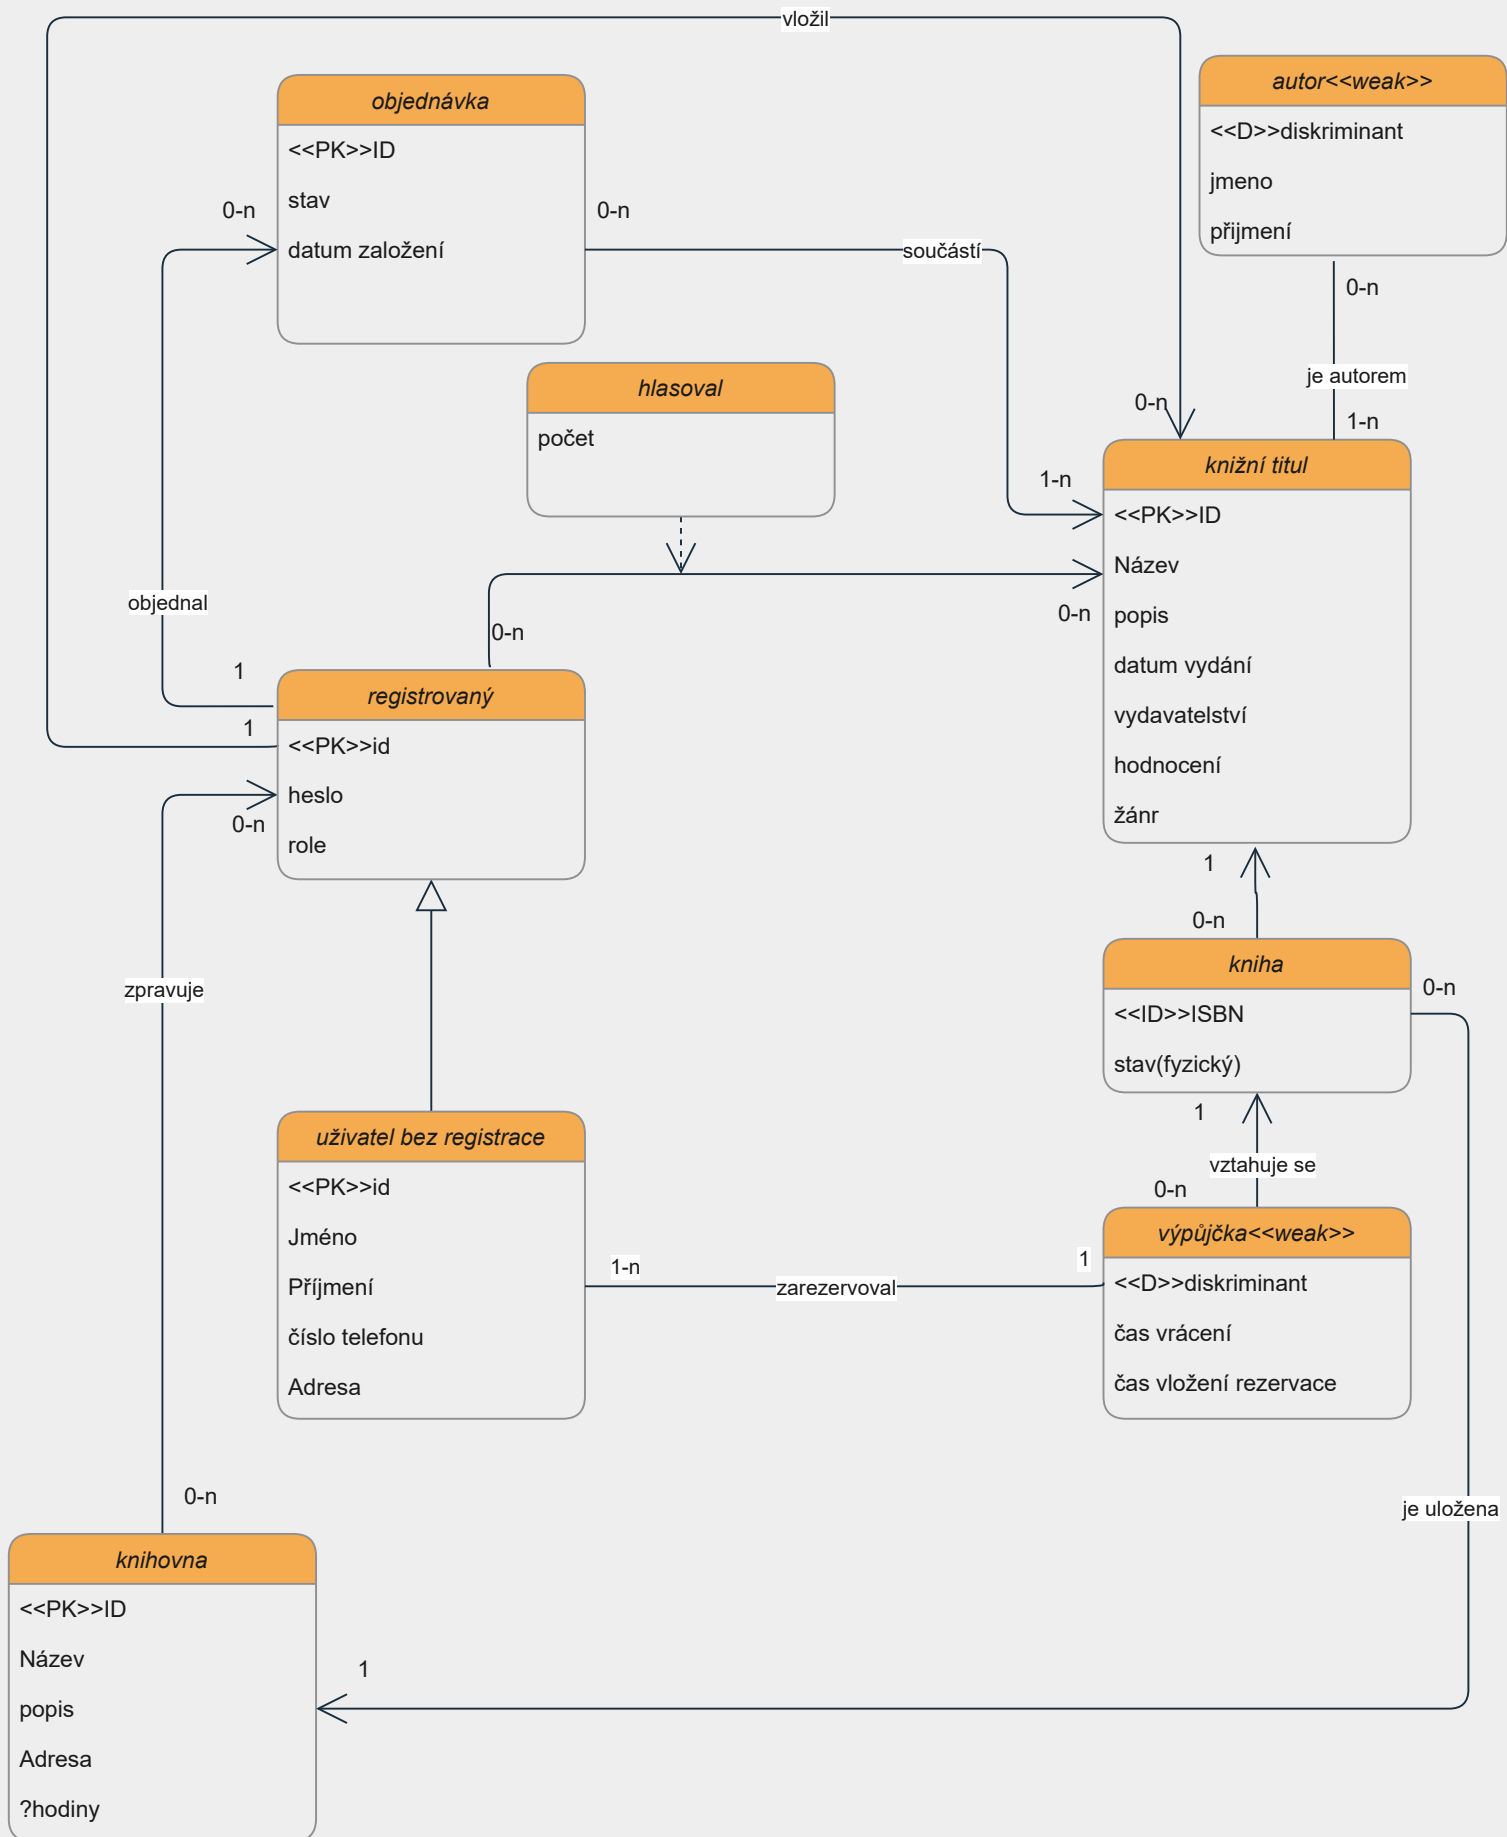 vložil
autor<<weak>>
<<D>>diskriminant
jmeno
přijmení
objednávka
<<PK>>ID
stav
datum založení
0-n
0-n
součástí
0-n
je autorem
1-n
0-n
hlasoval
počet
1-n
knižní titul
<<PK>>ID
Název
popis
datum vydání
vydavatelství
hodnocení
žánr
0-n
0-n
objednal
1
1
registrovaný
<<PK>>id
heslo
role
0-n
1
0-n
kniha
<<ID>>ISBN
stav(fyzický)
0-n
zpravuje
1
vztahuje se
0-n
uživatel bez registrace
<<PK>>id
Jméno
Příjmení
číslo telefonu
Adresa
1-n
zarezervoval
1
výpůjčka<<weak>>
<<D>>diskriminant
čas vrácení
čas vložení rezervace
0-n
je uložena
knihovna
<<PK>>ID
Název
popis
Adresa
?hodiny
1